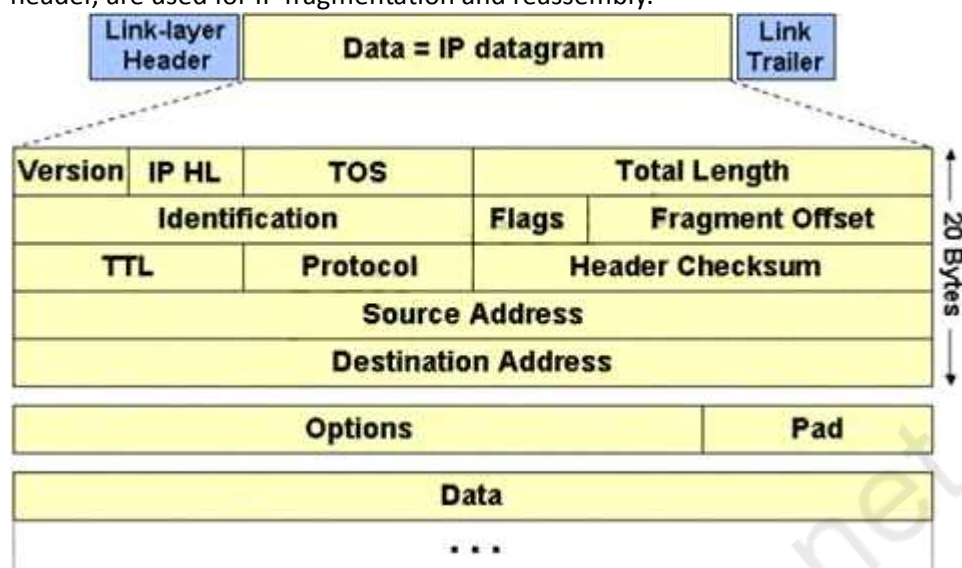 header, are used for IP fragmentation and reassembly.
Link-layer Header
Data = IP datagram
Link Trailer
Version IP HL TOS Total Length
Identification Flags Fragment Offset
TTL Protocol Header Checksum
Source Address
Destination Address
20 Bytes
Options Pad
Data
...
net